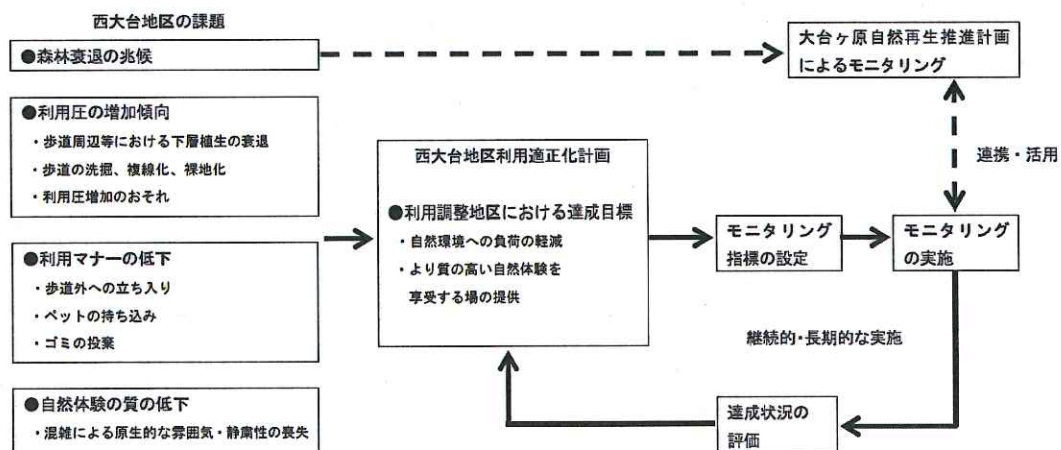 西大台地区の課題
●森林衰退の兆候
●利用圧の増加傾向
・歩道周辺等における下層植生の衰退
・歩道の洗掘、複線化、裸地化
・利用圧増加のおそれ
●利用マナーの低下
・歩道外への立ち入り
・ペットの持ち込み
・ゴミの投棄
●自然体験の質の低下
・混雑による原生的な雰囲気・静粛性の喪失
西大台地区利用適正化計画
●利用調整地区における達成目標
・自然環境への負荷の軽減
・より質の高い自然体験を
享受する場の提供
モニタリング
指標の設定
モニタリング
の実施
大台ヶ原自然再生推進計画
によるモニタリング
連携・活用
継続的・長期的な実施
達成状況の
評価